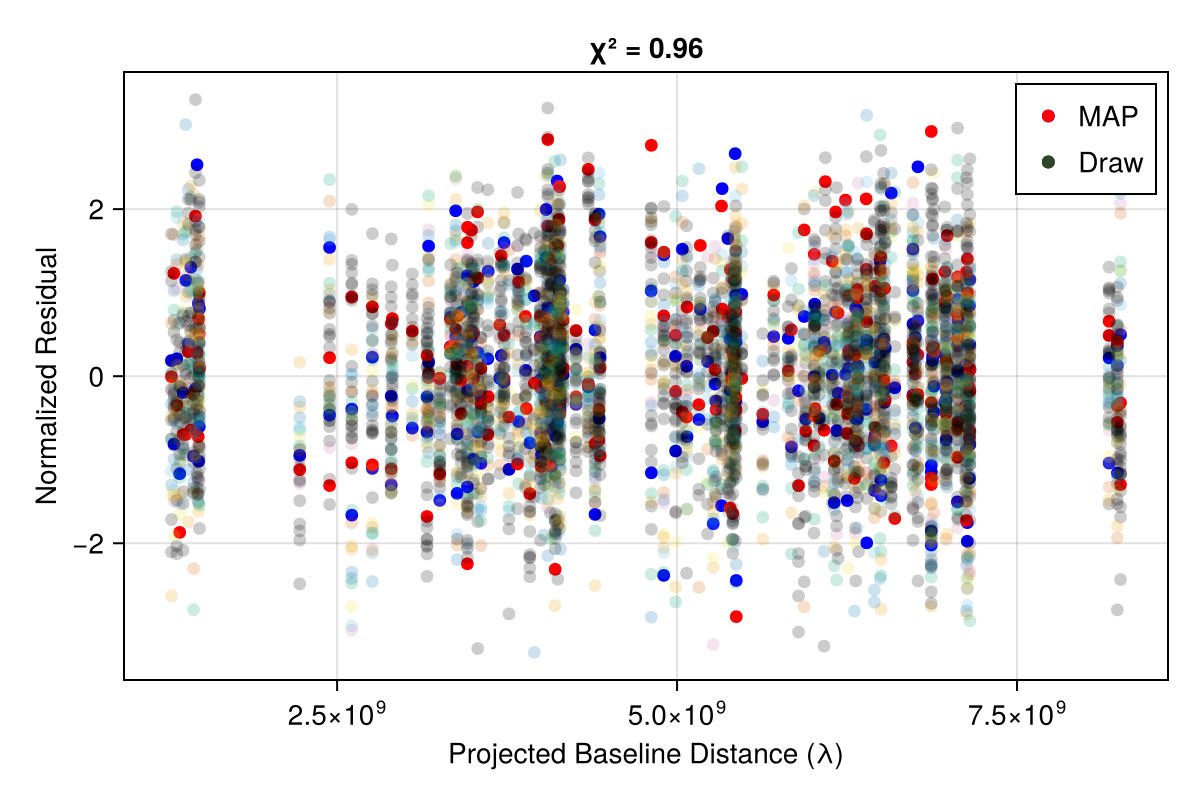 χ² = 0.96
MAP
Draw
2
0
−2
Normalized Residual
2.5×10⁹
5.0×10⁹
7.5×10⁹
Projected Baseline Distance (λ)